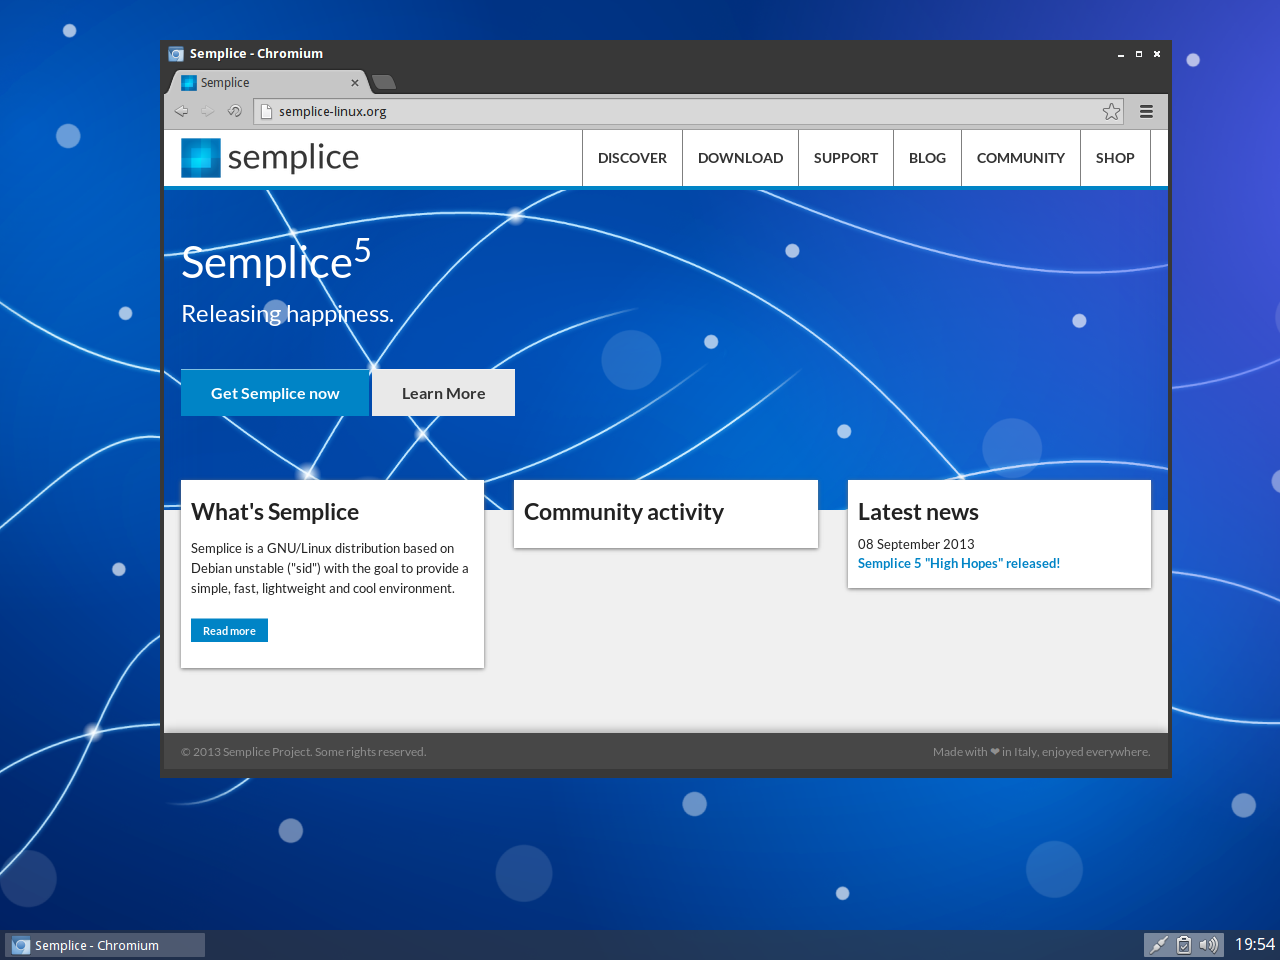 Semplice - Chromium
Semplice
semplice-linux.org
semplice
DISCOVER DOWNLOAD SUPPORT BLOG COMMUNITY SHOP
Semplice5
Releasing happiness.
Get Semplice now Learn More
What's Semplice
Semplice is a GNU/Linux distribution based on
Debian unstable ("sid") with the goal to provide a
simple, fast, lightweight and cool environment.
Read more
Community activity
Latest news
08 September 2013
Semplice 5 "High Hopes" released!
© 2013 Semplice Project. Some rights reserved.
Made with ❤ in Italy, enjoyed everywhere.
Semplice - Chromium
19:54